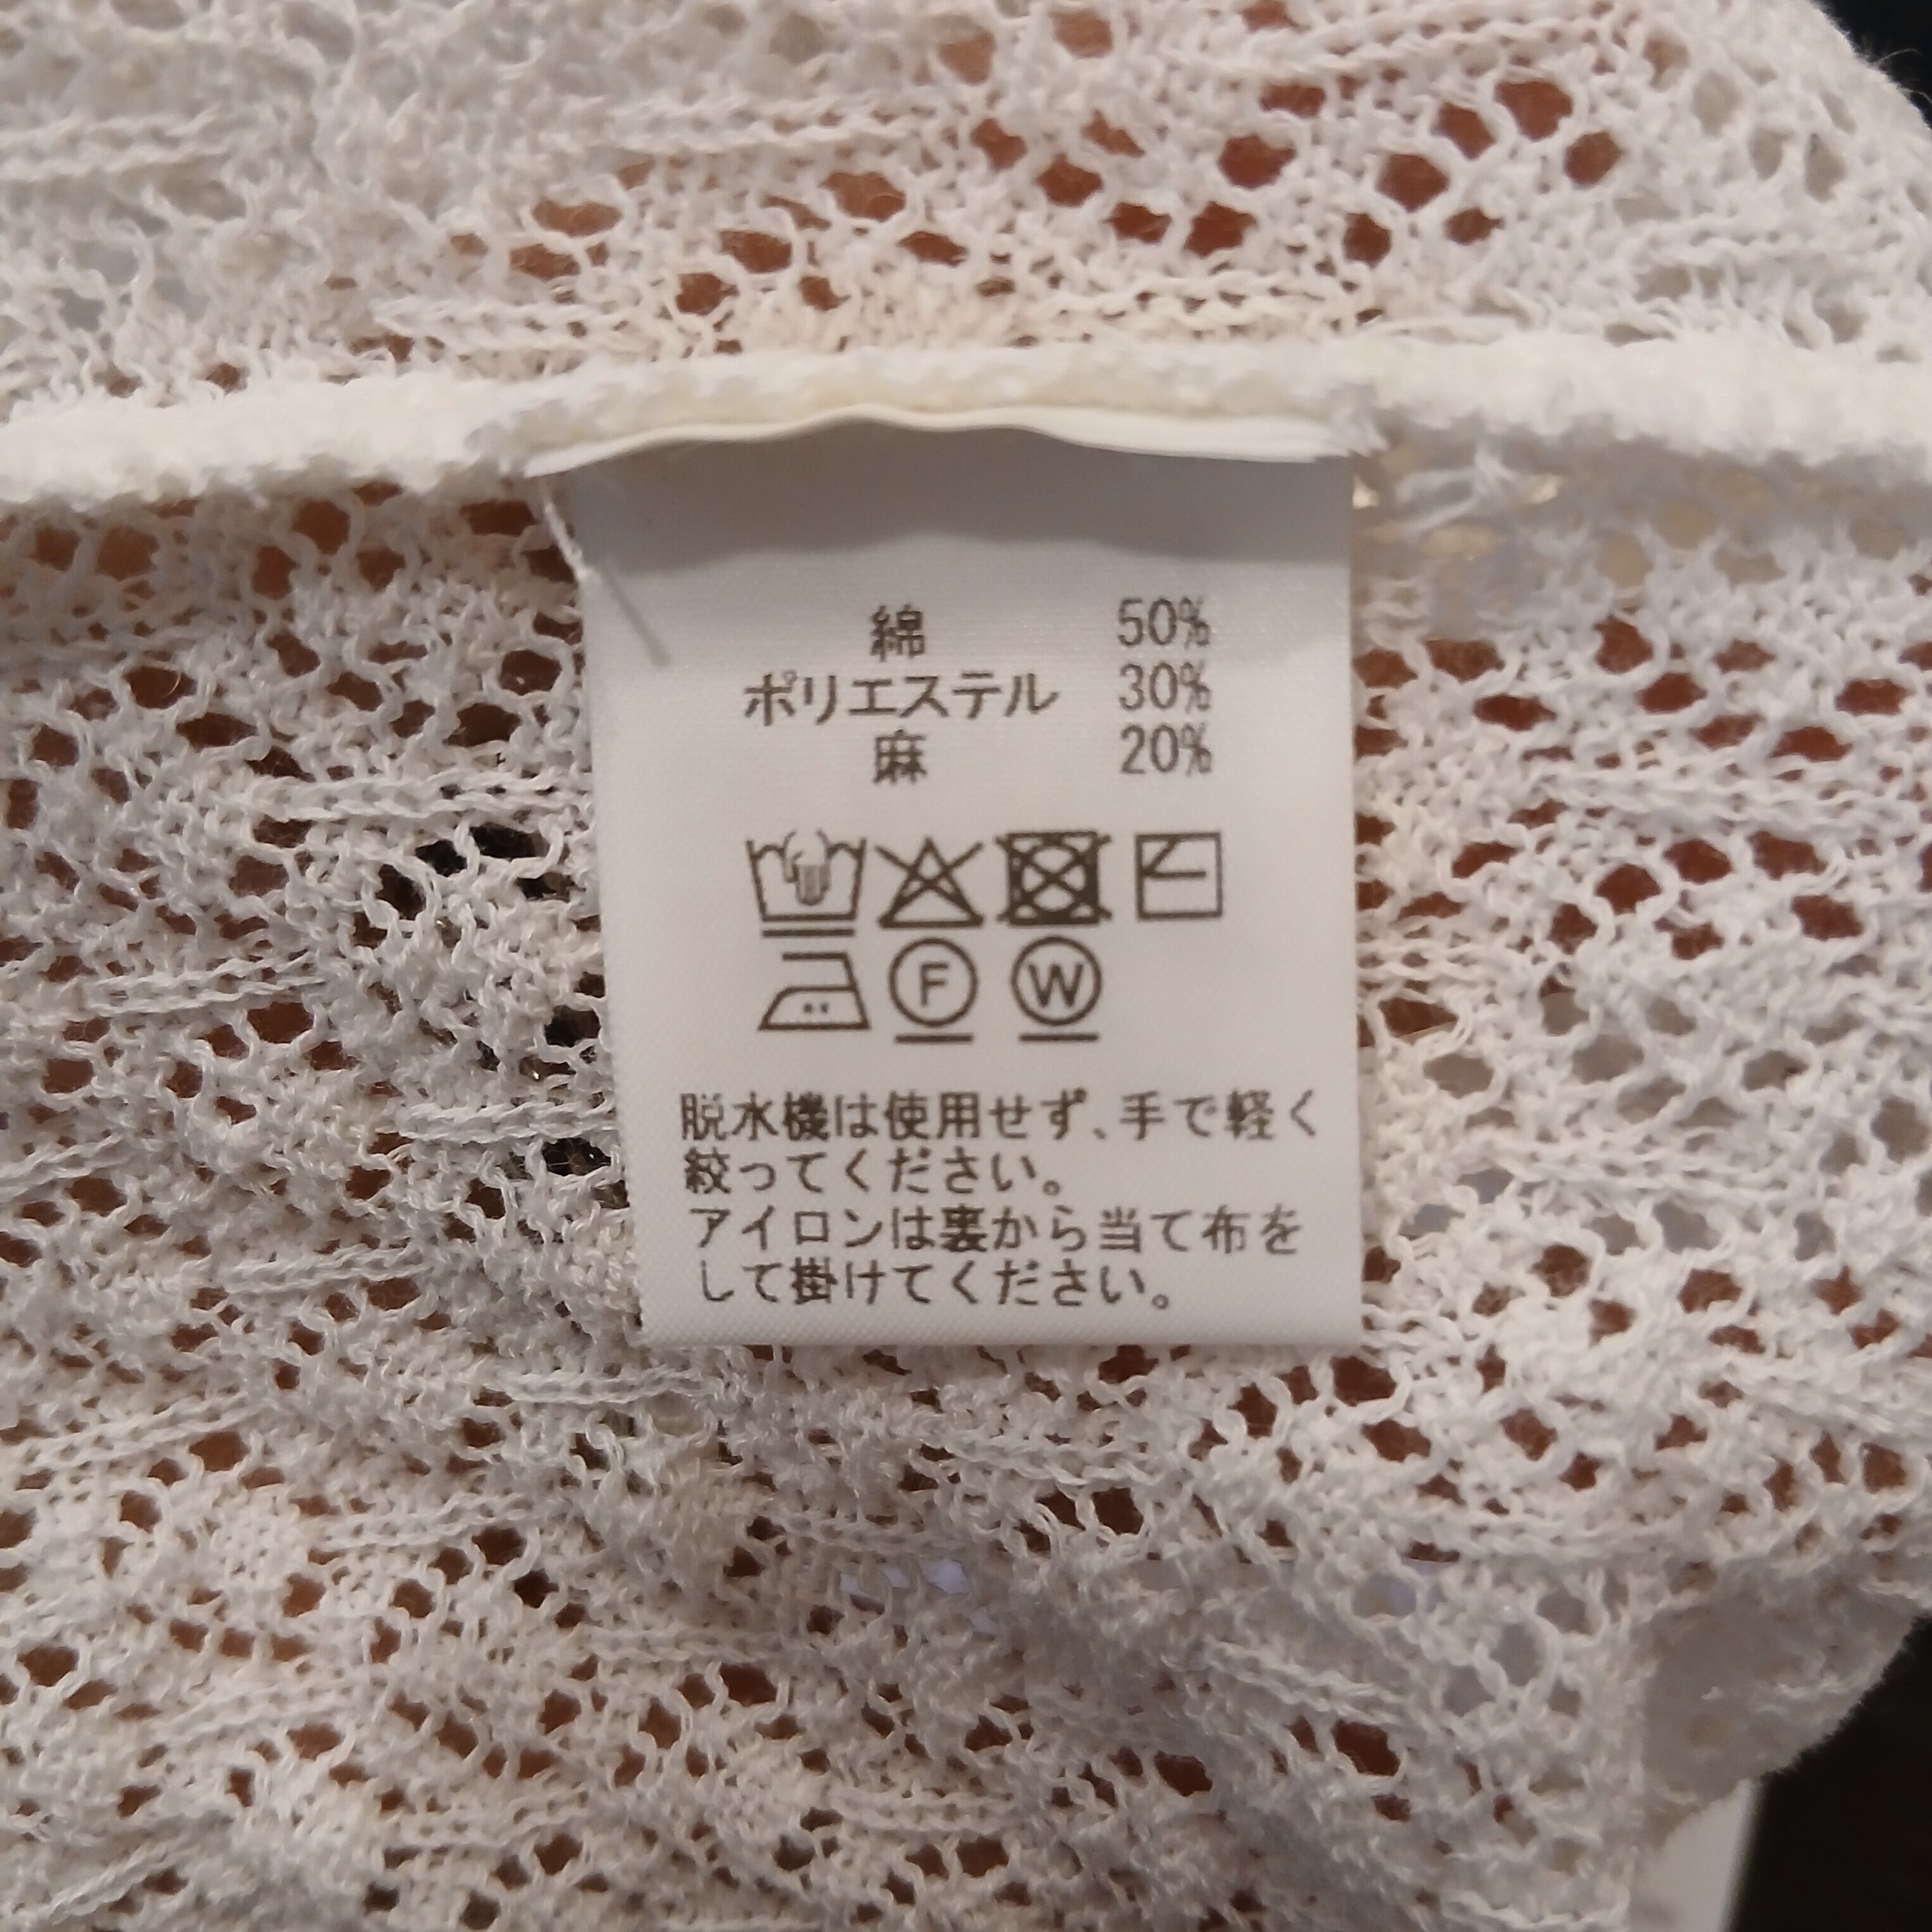 綿 50%
ポリエステル 30%
麻 20%
F W
脱水機は使用せず、手で軽く
絞ってください。
アイロンは裏から当て布を
して掛けてください。